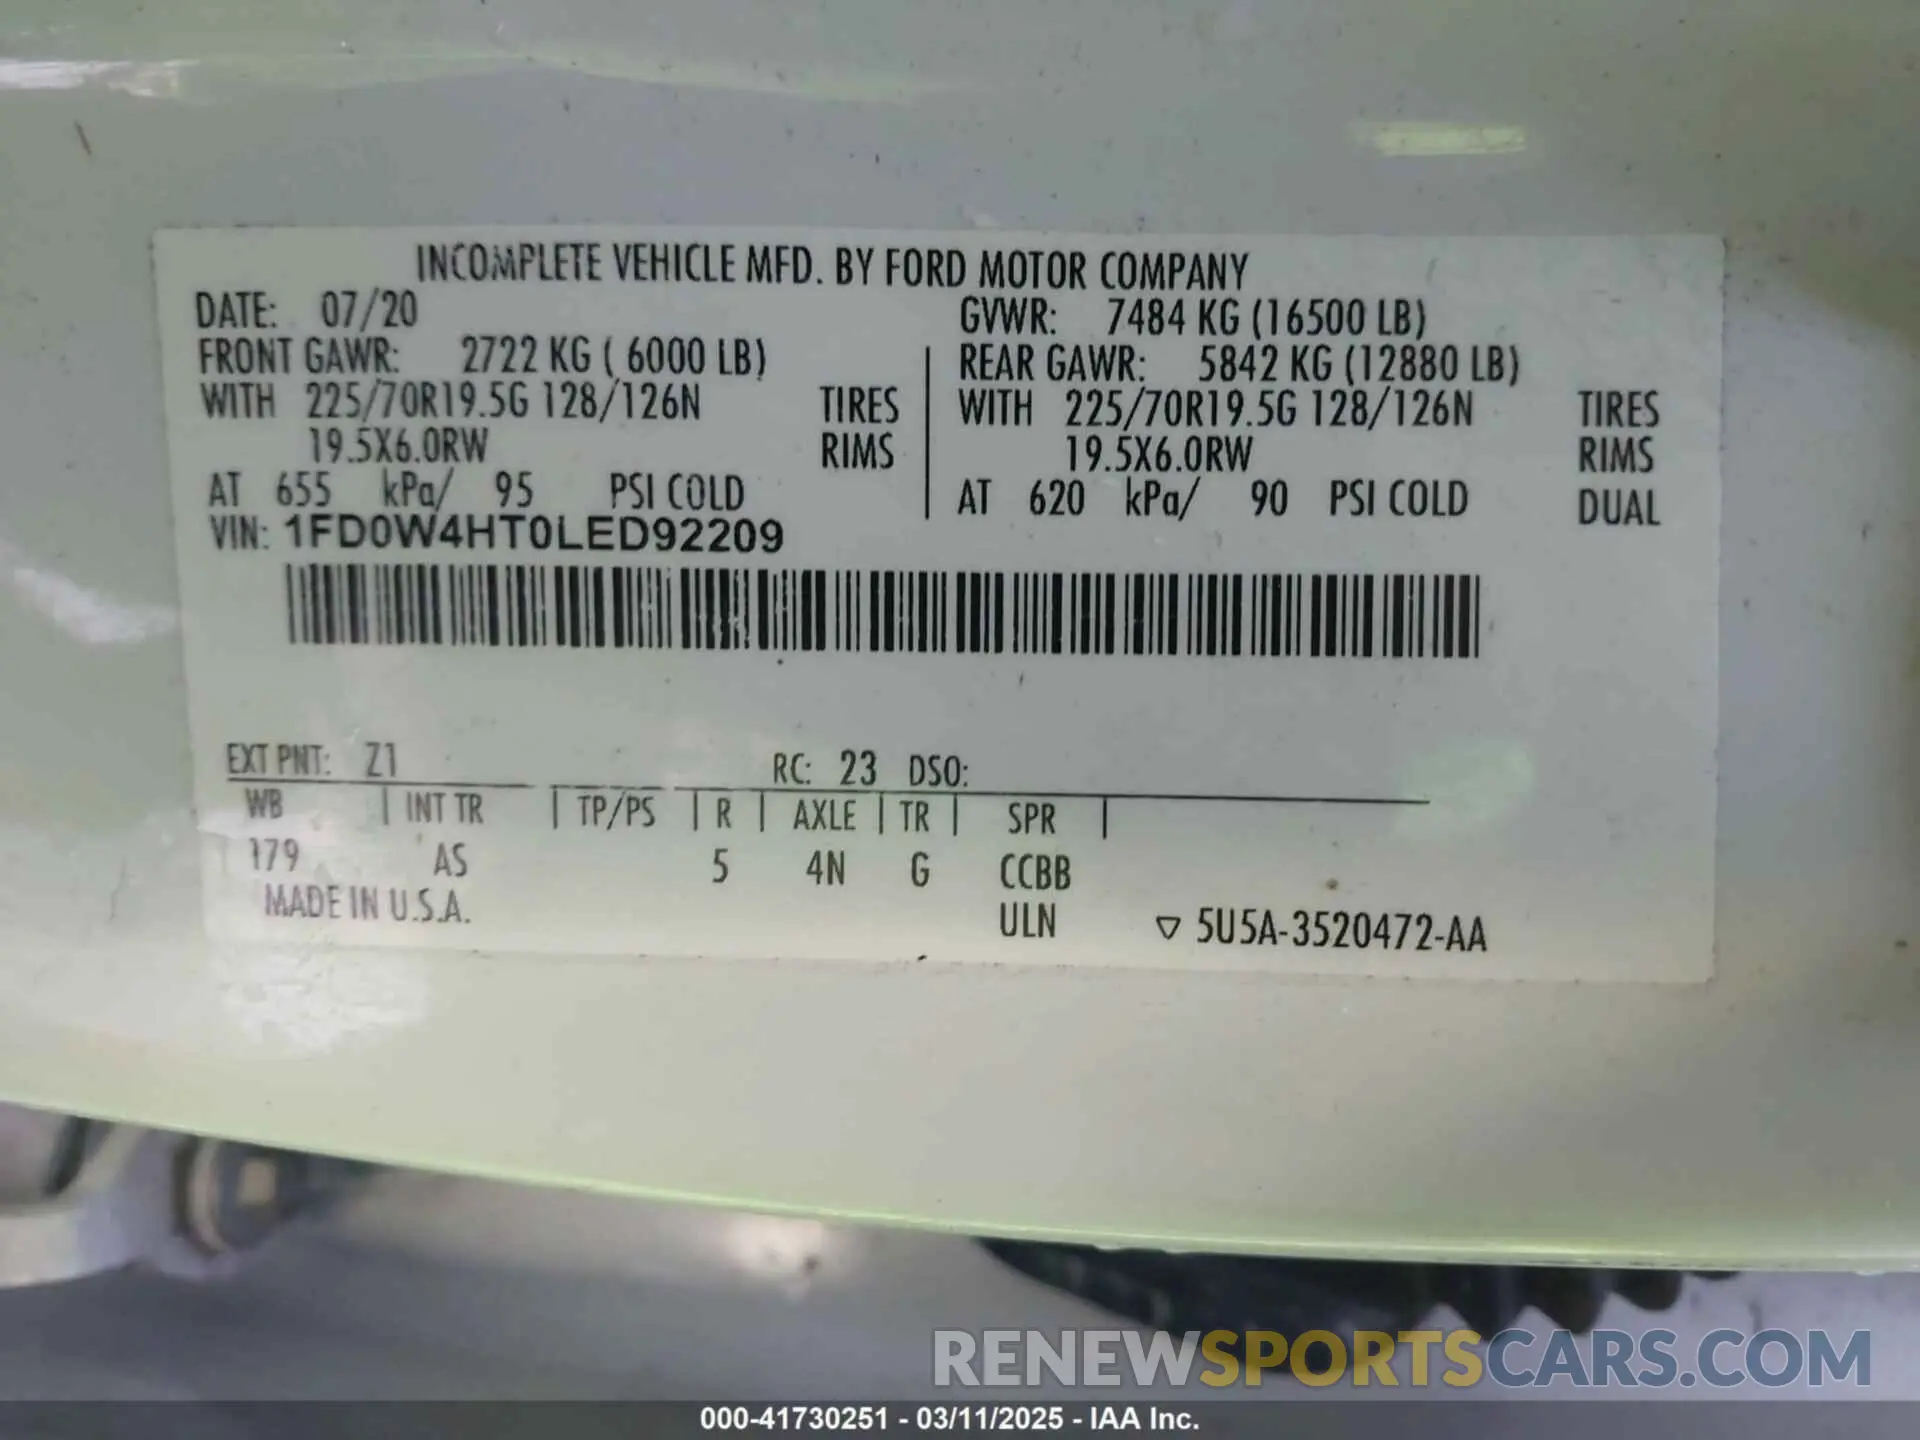 INCOMPLETE VEHICLE MFD. BY FORD MOTOR COMPANY
DATE: 07/20 GVWR: 7484 KG (16500 LB)
FRONT GAWR: 2722 KG ( 6000 LB) REAR GAWR: 5842 KG (12880 LB)
WITH 225/70R19.5G 128/126N TIRES WITH 225/70R19.5G 128/126N TIRES
19.5X6.0RW RIMS 19.5X6.0RW RIMS
AT 655 kPa/ 95 PSI COLD AT 620 kPa/ 90 PSI COLD DUAL
VIN: 1FD0W4HT0LED92209
EXT PNT: Z1 RC: 23 DSO:
WB INT TR TP/PS R AXLE TR SPR
179 AS 5 4N G CCBB
MADE IN U.S.A. ULN ▽ 5U5A-3520472-AA
RENEWSPORTSCARS.COM
000-41730251 - 03/11/2025 - IAA Inc.